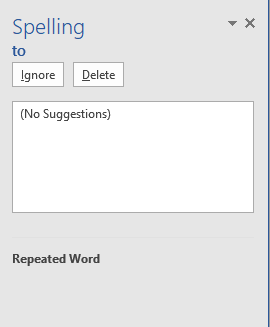 Spelling
to
Ignore Delete
(No Suggestions)
Repeated Word